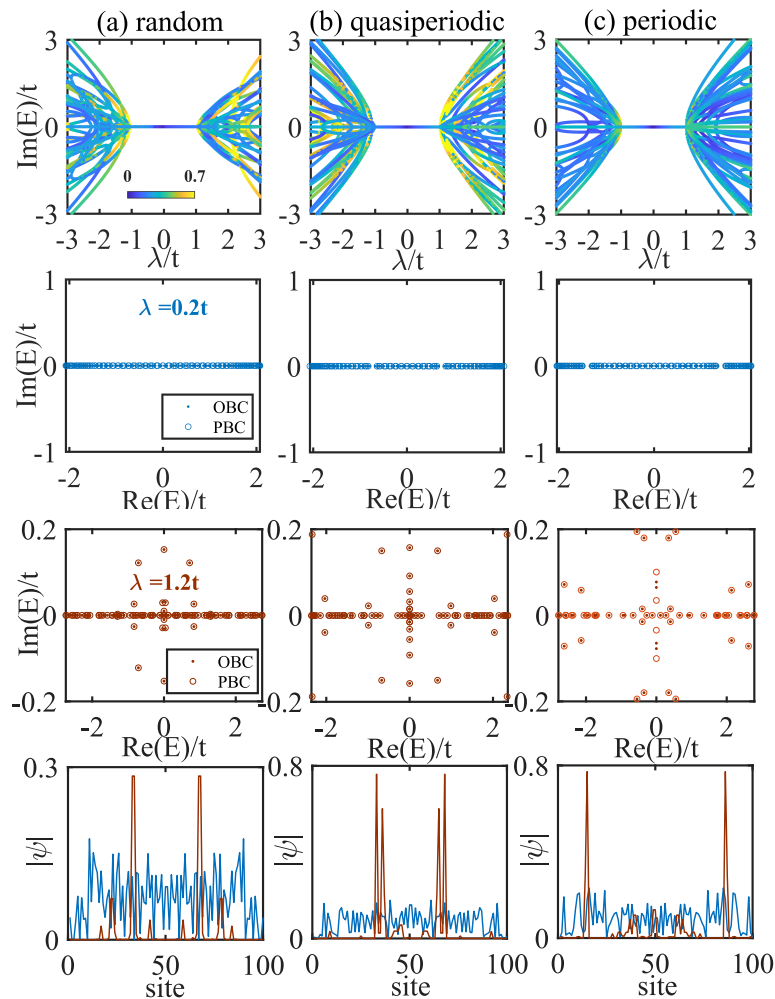 (a) random (b) quasiperiodic (c) periodic
Im(E)/t
3 3 3
0 0 0
0 0.7
-3 -3 -3
-3 -2 -1 0 1 2 3 -3 -2 -1 0 1 2 3 -3 -2 -1 0 1 2 3
λ/t λ/t λ/t
Im(E)/t
1 1 1
λ =0.2t
0 0 0
OBC
PBC
-1 -1 -1
-2 0 2 -2 0 2 -2 0 2
Re(E)/t Re(E)/t Re(E)/t
Im(E)/t
0.2 0.2 0.2
λ =1.2t
0 0 0
OBC
PBC
-0.2 -0.2 -0.2
-2 0 2 -2 0 2 -2 0 2
Re(E)/t Re(E)/t Re(E)/t
0.3 0.8 0.8
|ψ| |ψ| |ψ|
0 0 0
0 50 100 0 50 100 0 50 100
site site site